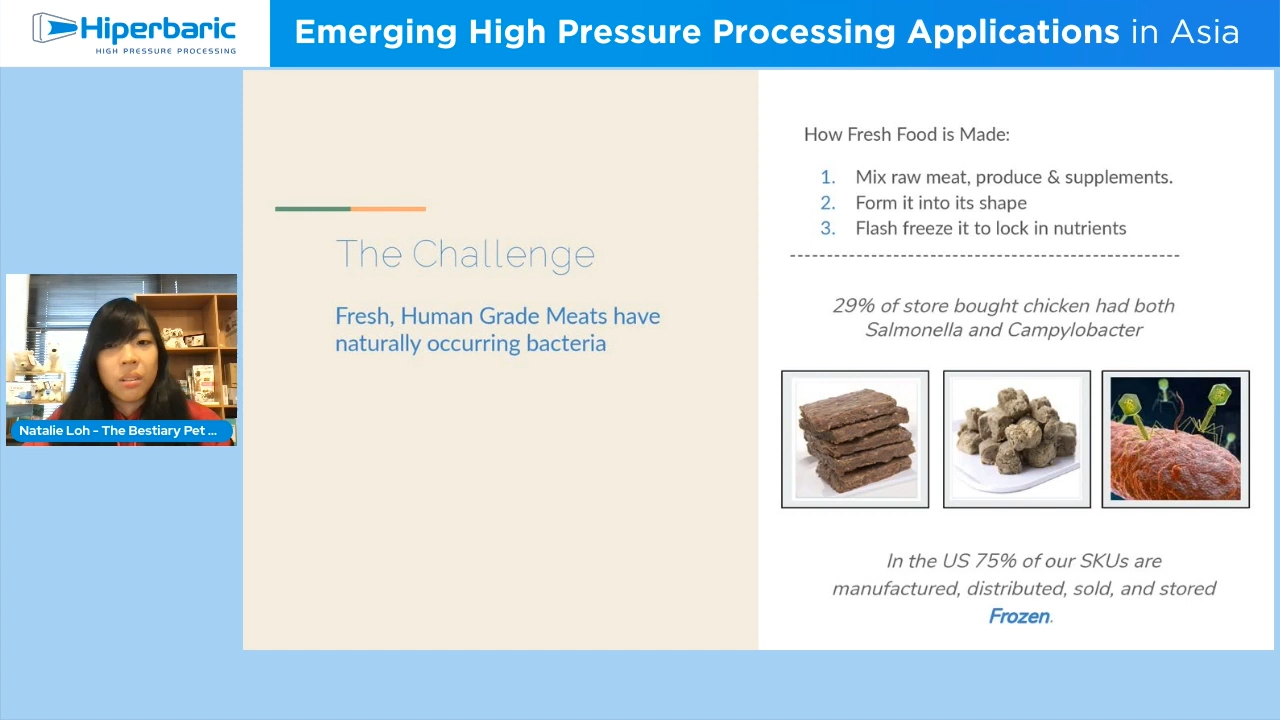 Hiperbaric
HIGH PRESSURE PROCESSING
Emerging High Pressure Processing Applications in Asia
The Challenge
Fresh, Human Grade Meats have
naturally occurring bacteria
How Fresh Food is Made:
1. Mix raw meat, produce & supplements.
2. Form it into its shape
3. Flash freeze it to lock in nutrients
29% of store bought chicken had both
Salmonella and Campylobacter
In the US 75% of our SKUs are
manufactured, distributed, sold, and stored
Frozen.
Natalie Loh - The Bestiary Pet ...